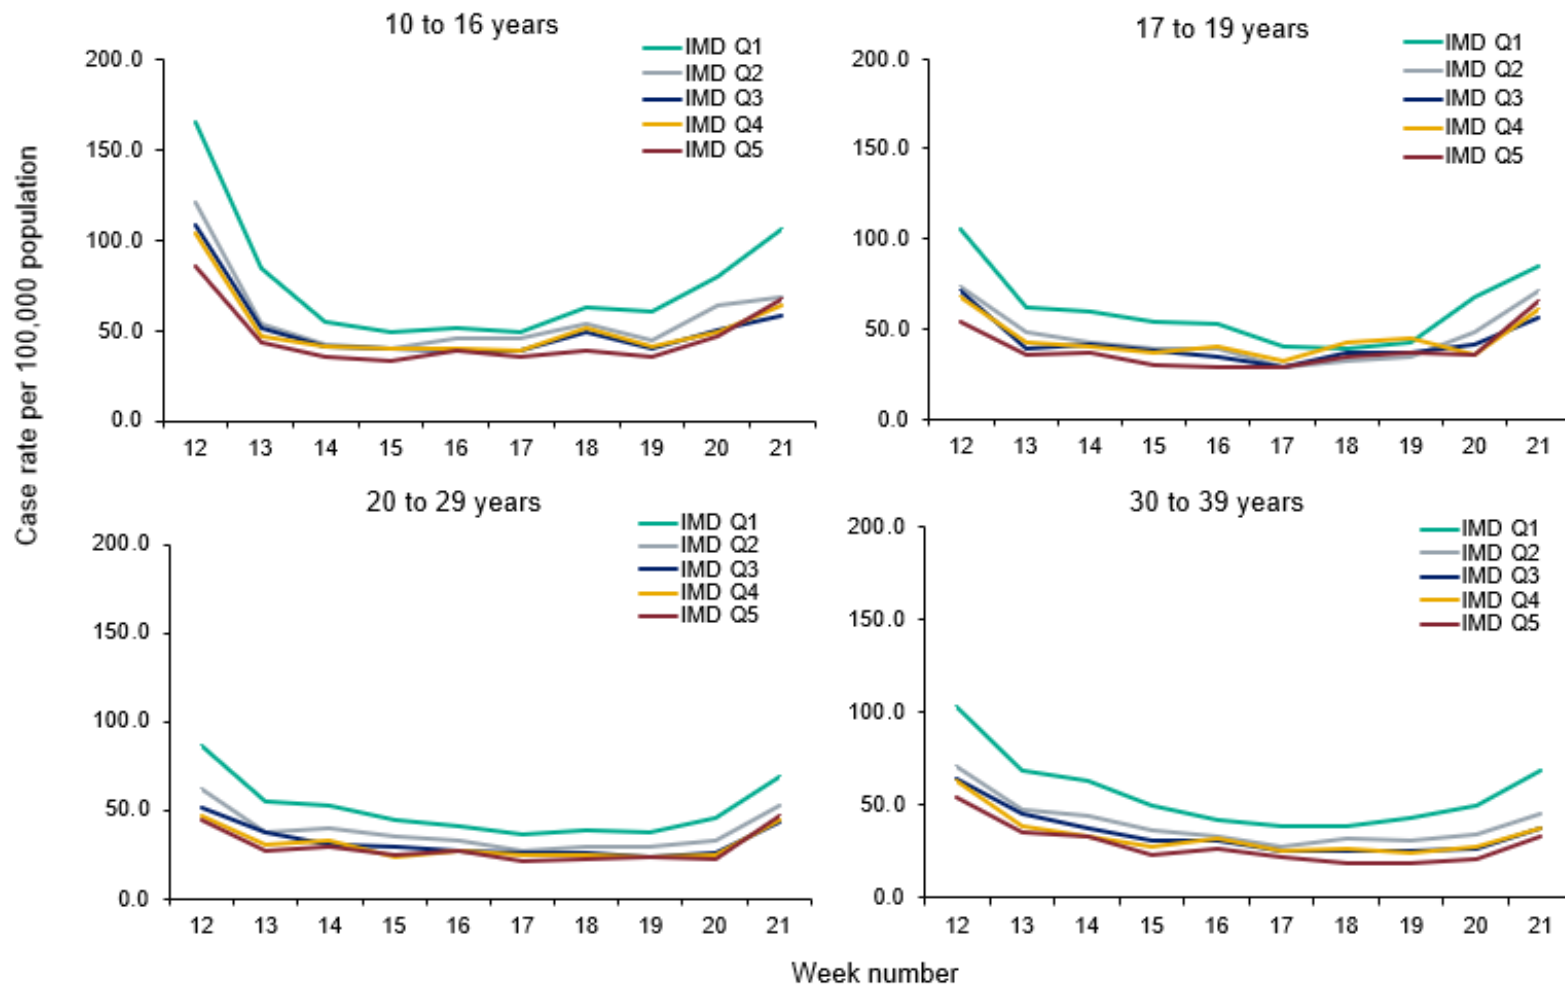 Case rate per 100,000 population
10 to 16 years
IMD Q1
IMD Q2
IMD Q3
IMD Q4
IMD Q5
200.0
150.0
100.0
50.0
0.0
12 13 14 15 16 17 18 19 20 21
17 to 19 years
IMD Q1
IMD Q2
IMD Q3
IMD Q4
IMD Q5
200.0
150.0
100.0
50.0
0.0
12 13 14 15 16 17 18 19 20 21
20 to 29 years
IMD Q1
IMD Q2
IMD Q3
IMD Q4
IMD Q5
200.0
150.0
100.0
50.0
0.0
12 13 14 15 16 17 18 19 20 21
30 to 39 years
IMD Q1
IMD Q2
IMD Q3
IMD Q4
IMD Q5
200.0
150.0
100.0
50.0
0.0
12 13 14 15 16 17 18 19 20 21
Week number